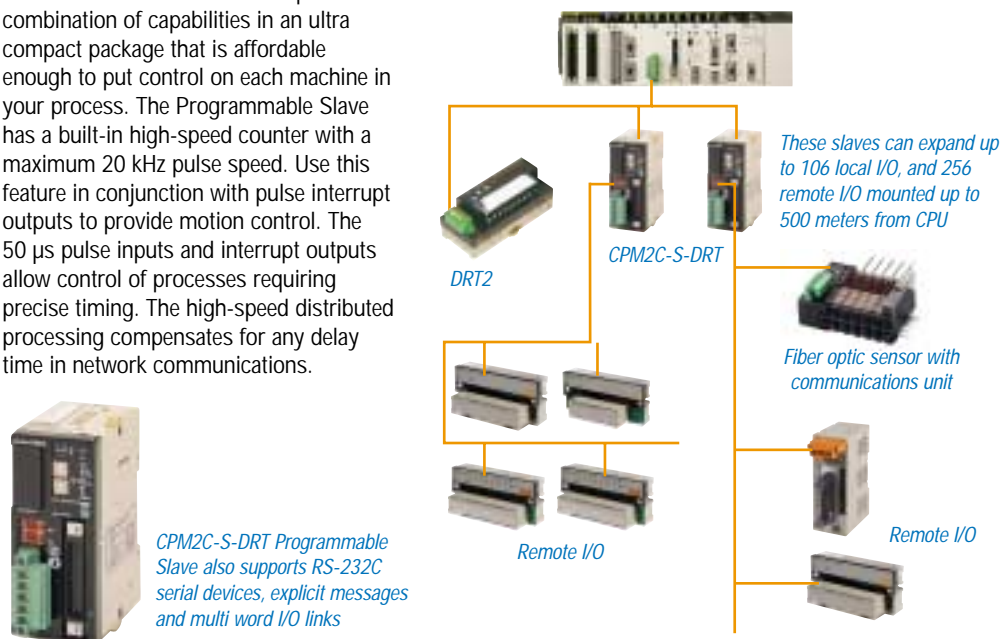 combination of capabilities in an ultra
compact package that is affordable
enough to put control on each machine in
your process. The Programmable Slave
has a built-in high-speed counter with a
maximum 20 kHz pulse speed. Use this
feature in conjunction with pulse interrupt
outputs to provide motion control. The
50 µs pulse inputs and interrupt outputs
allow control of processes requiring
precise timing. The high-speed distributed
processing compensates for any delay
time in network communications.
CPM2C-S-DRT Programmable
Slave also supports RS-232C
serial devices, explicit messages
and multi word I/O links
These slaves can expand up
to 106 local I/O, and 256
remote I/O mounted up to
500 meters from CPU
DRT2
CPM2C-S-DRT
Fiber optic sensor with
communications unit
Remote I/O
Remote I/O